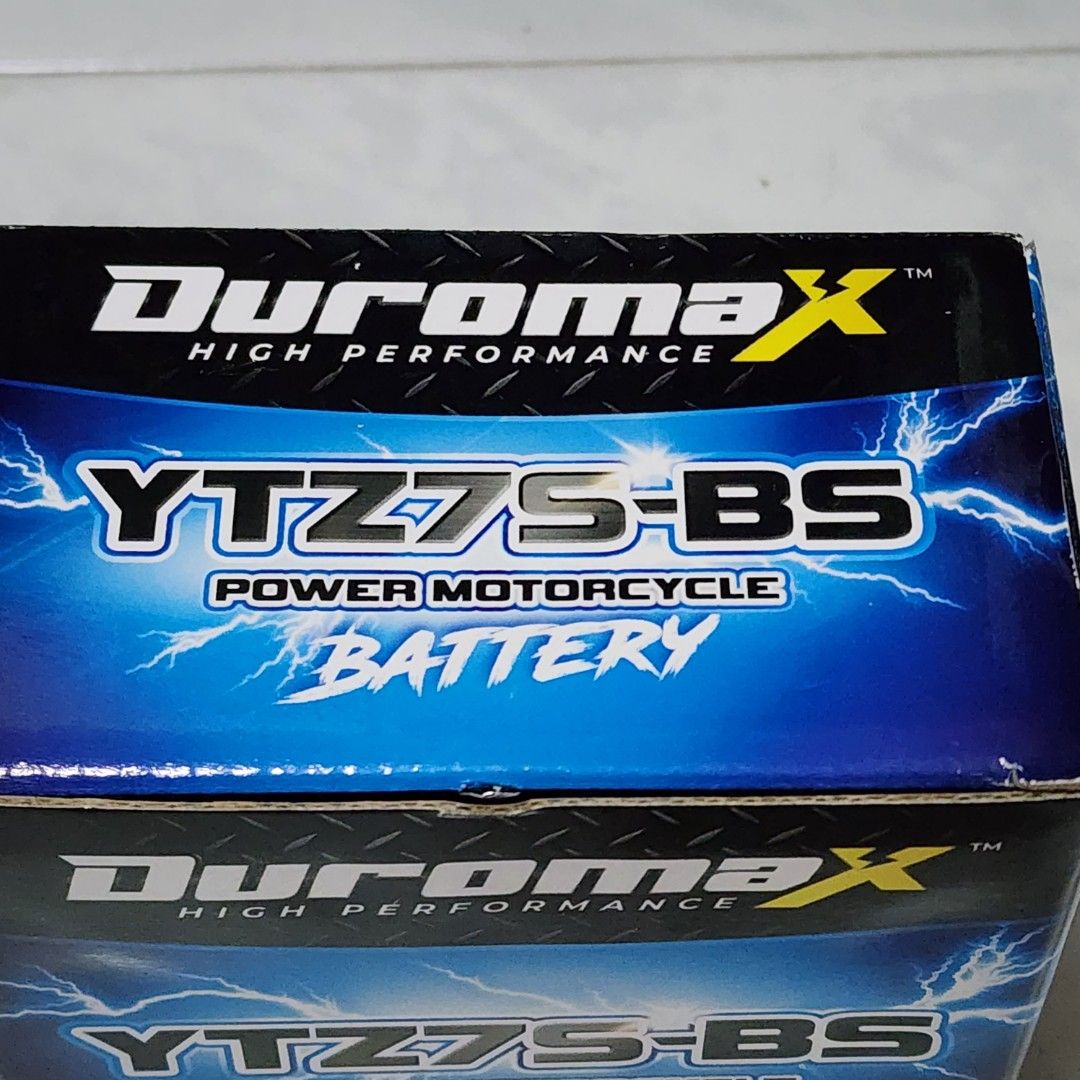 DUROMAX™
HIGH PERFORMANCE
YTZ7S-BS
POWER MOTORCYCLE
BATTERY
DUROMAX™
HIGH PERFORMANCE
YTZ7S-BS